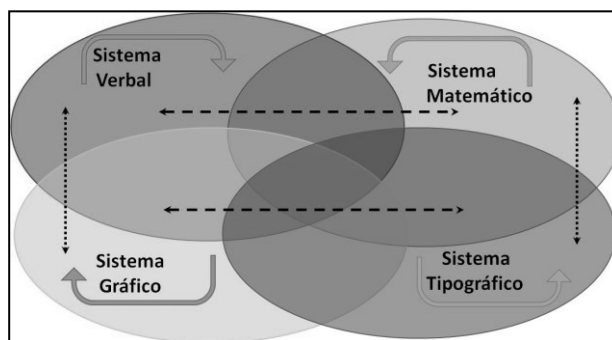 Sistema
Verbal
Sistema
Matemático
Sistema
Gráfico
Sistema
Tipográfico